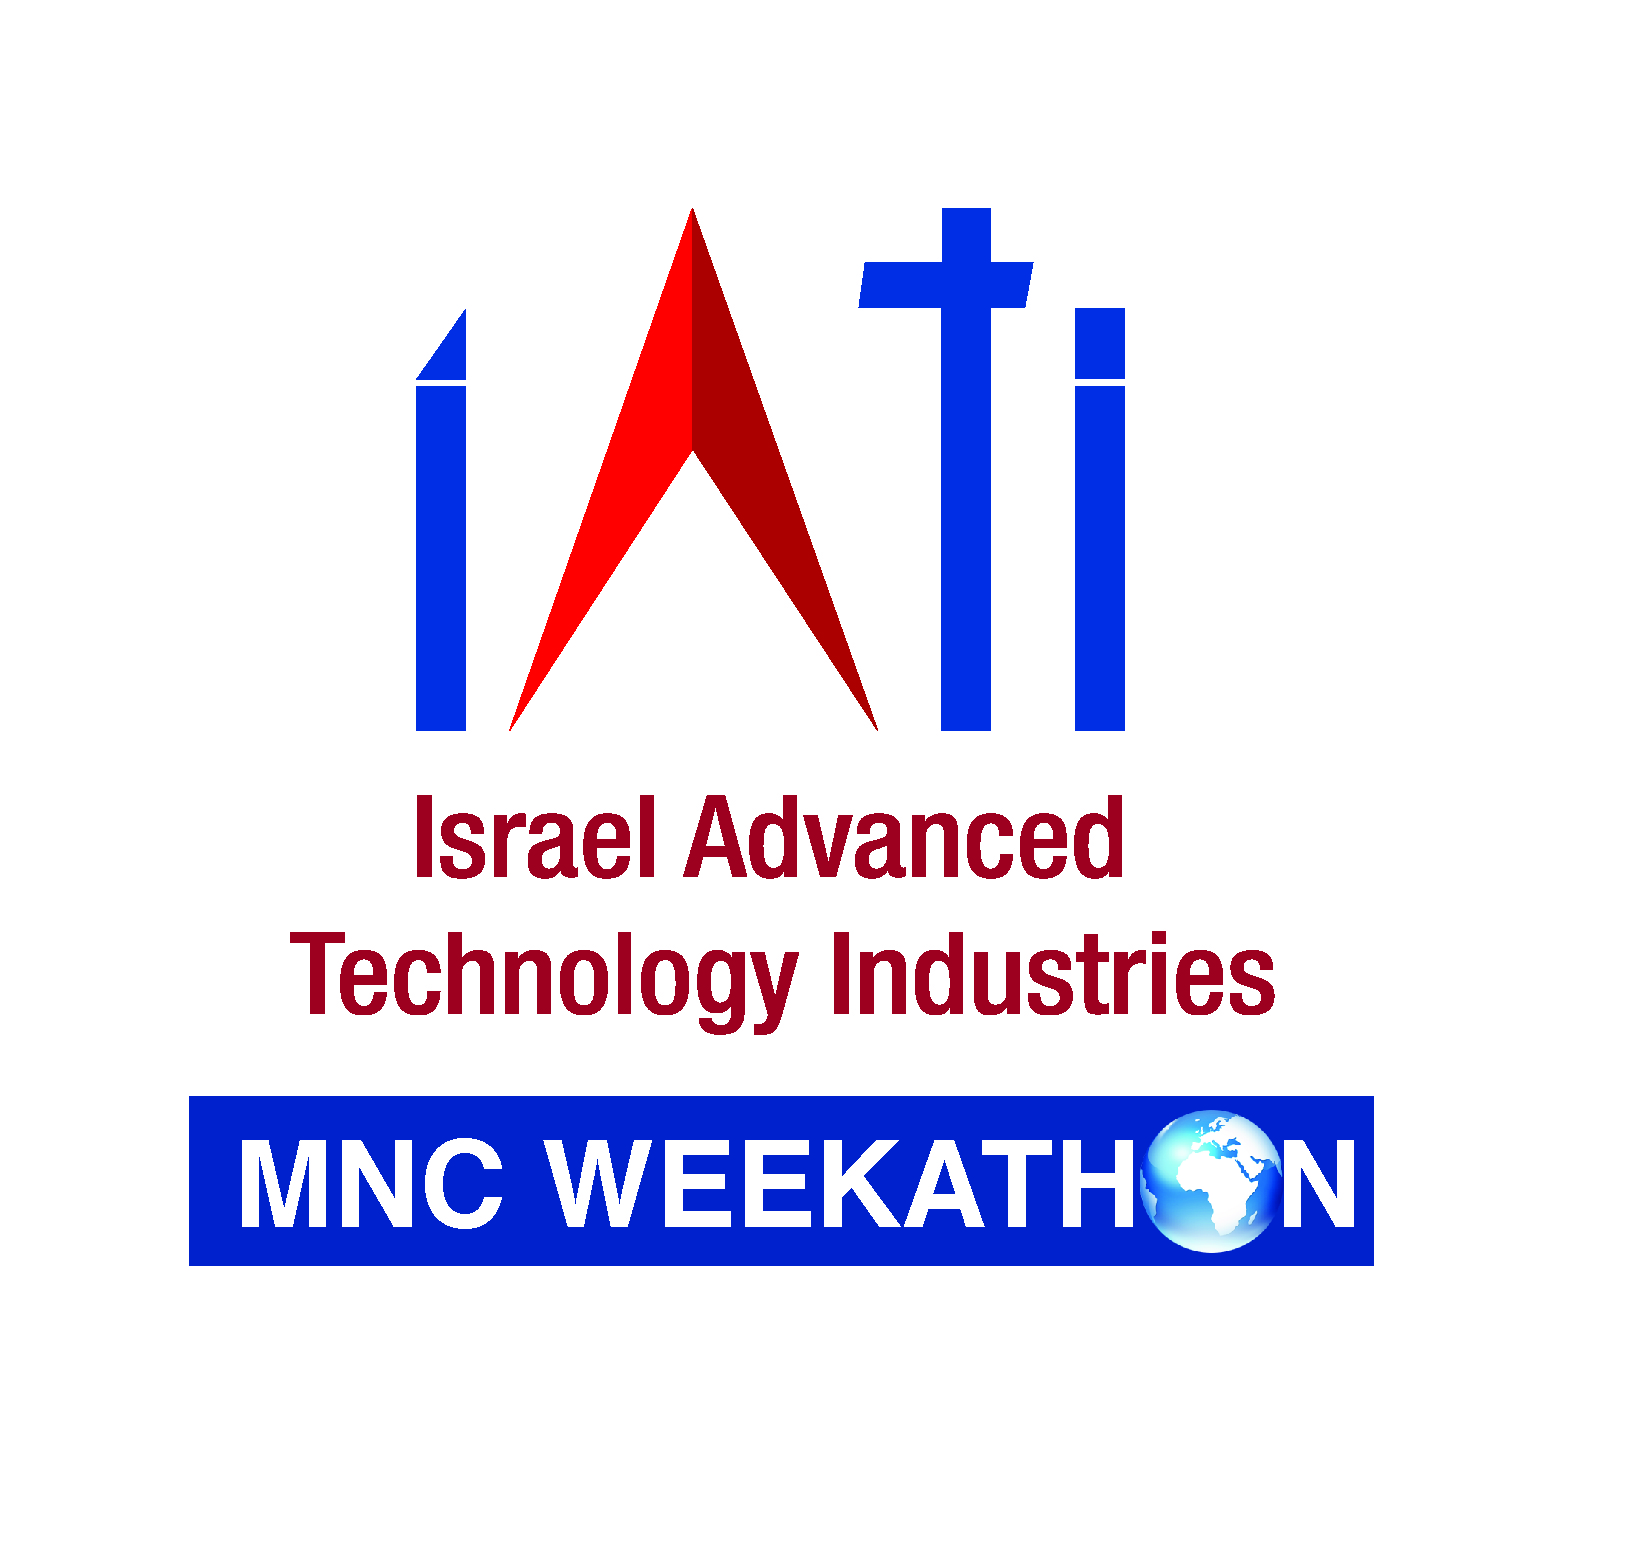 iATi
Israel Advanced
Technology Industries
MNC WEEKATHON